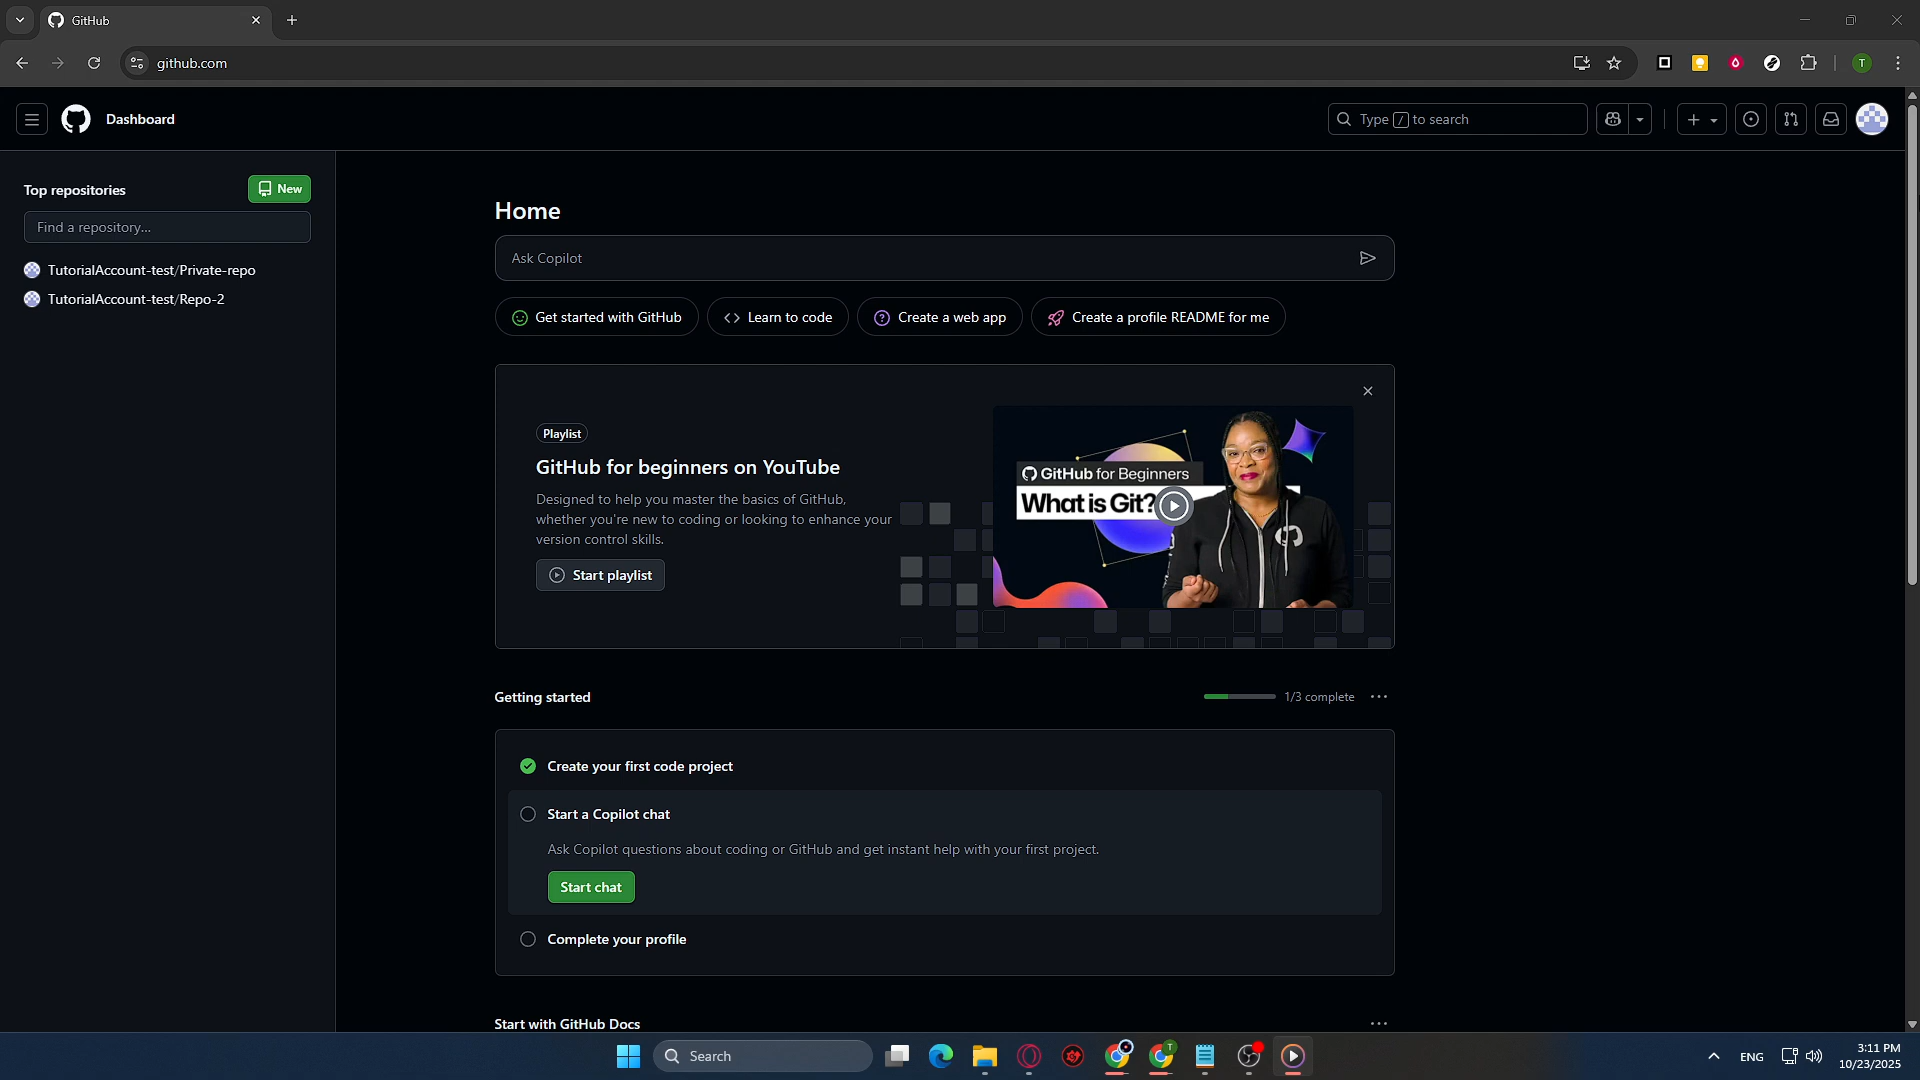 GitHub
github.com
Dashboard
Type / to search
Top repositories
New
Find a repository...
TutorialAccount-test/Private-repo
TutorialAccount-test/Repo-2
Home
Ask Copilot
Get started with GitHub
Learn to code
Create a web app
Create a profile README for me
Playlist
GitHub for beginners on YouTube
Designed to help you master the basics of GitHub,
whether you're new to coding or looking to enhance your
version control skills.
Start playlist
GitHub for Beginners
What is Git?
Getting started
1/3 complete
Create your first code project
Start a Copilot chat
Ask Copilot questions about coding or GitHub and get instant help with your first project.
Start chat
Complete your profile
Start with GitHub Docs
Search
T
T
ENG
3:11 PM
10/23/2025